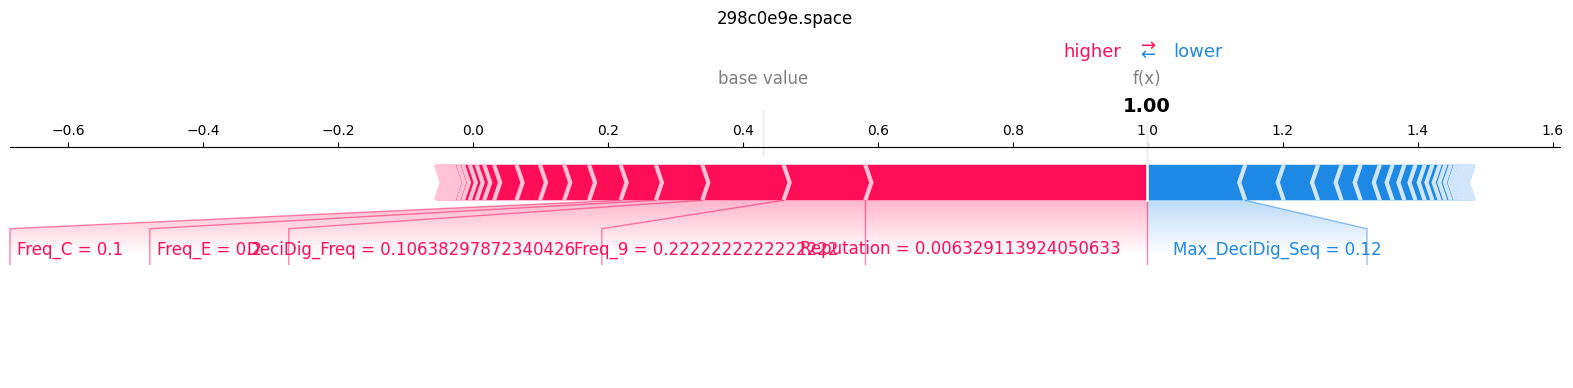 298c0e9e.space
higher ⇄ lower
base value f(x)
1.00
−0.6 −0.4 −0.2 0.0 0.2 0.4 0.6 0.8 1.0 1.2 1.4 1.6
Freq_C = 0.1 Freq_E = 0.2 DeciDig_Freq = 0.10638297872340426 Freq_9 = 0.2222222222222222 Reputation = 0.006329113924050633 Max_DeciDig_Seq = 0.12